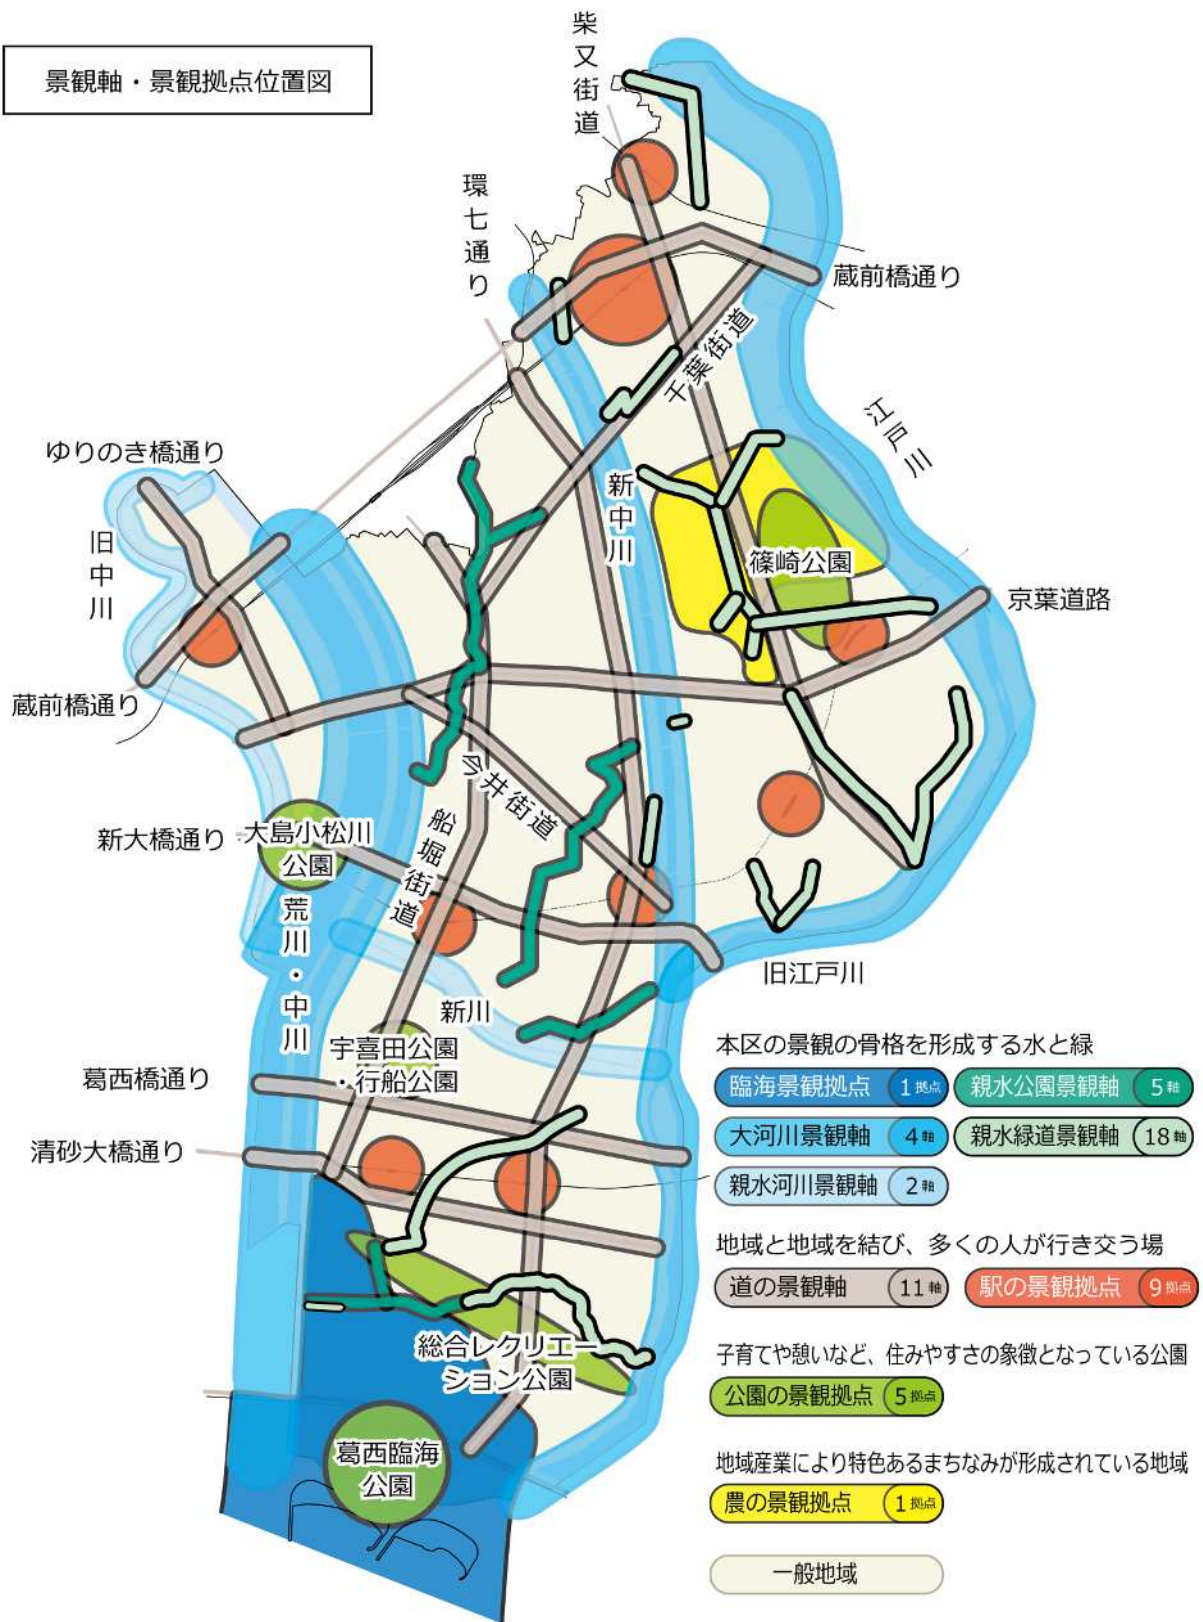 景観軸・景観拠点位置図
柴又街道
環七通り
蔵前橋通り
千葉街道
江戸川
ゆりのき橋通り
旧中川
新中川
篠崎公園
京葉道路
蔵前橋通り
今井街道
新大橋通り
大島小松川
公園
船堀街道
荒川・中川
旧江戸川
新川
宇喜田公園
・行船公園
葛西橋通り
清砂大橋通り
総合レクリエー
ション公園
葛西臨海
公園
本区の景観の骨格を形成する水と緑
臨海景観拠点 1拠点
親水公園景観軸 5軸
大河川景観軸 4軸
親水緑道景観軸 18軸
親水河川景観軸 2軸
地域と地域を結び、多くの人が行き交う場
道の景観軸 11軸
駅の景観拠点 9拠点
子育てや憩いなど、住みやすさの象徴となっている公園
公園の景観拠点 5拠点
地域産業により特色あるまちなみが形成されている地域
農の景観拠点 1拠点
一般地域